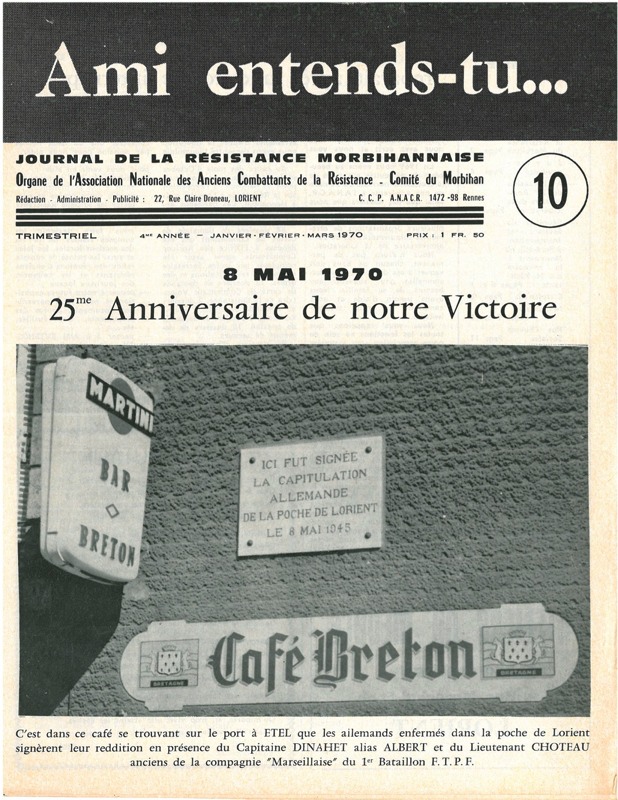 Ami entends-tu...
JOURNAL DE LA RÉSISTANCE MORBIHANNAISE
Organe de l'Association Nationale des Anciens Combattants de la Résistance - Comité du Morbihan
Rédaction - Administration - Publicité : 22, Rue Claire Droneau, LORIENT C. C. P. A.N.A.C.R. 1472-98 Rennes
10
TRIMESTRIEL 4me ANNÉE — JANVIER-FÉVRIER-MARS 1970 PRIX : 1 FR. 50
8 MAI 1970
25me Anniversaire de notre Victoire
MARTINI
BAR
BRETON
ICI FUT SIGNÉE
LA CAPITULATION
ALLEMANDE
DE LA POCHE DE LORIENT
LE 8 MAI 1945
Café Breton
BRETAGNE
BRETAGNE
C'est dans ce café se trouvant sur le port à ETEL que les allemands enfermés dans la poche de Lorient
signèrent leur reddition en présence du Capitaine DINAHET alias ALBERT et du Lieutenant CHOTEAU
anciens de la compagnie "Marseillaise" du 1er Bataillon F.T.P.F.